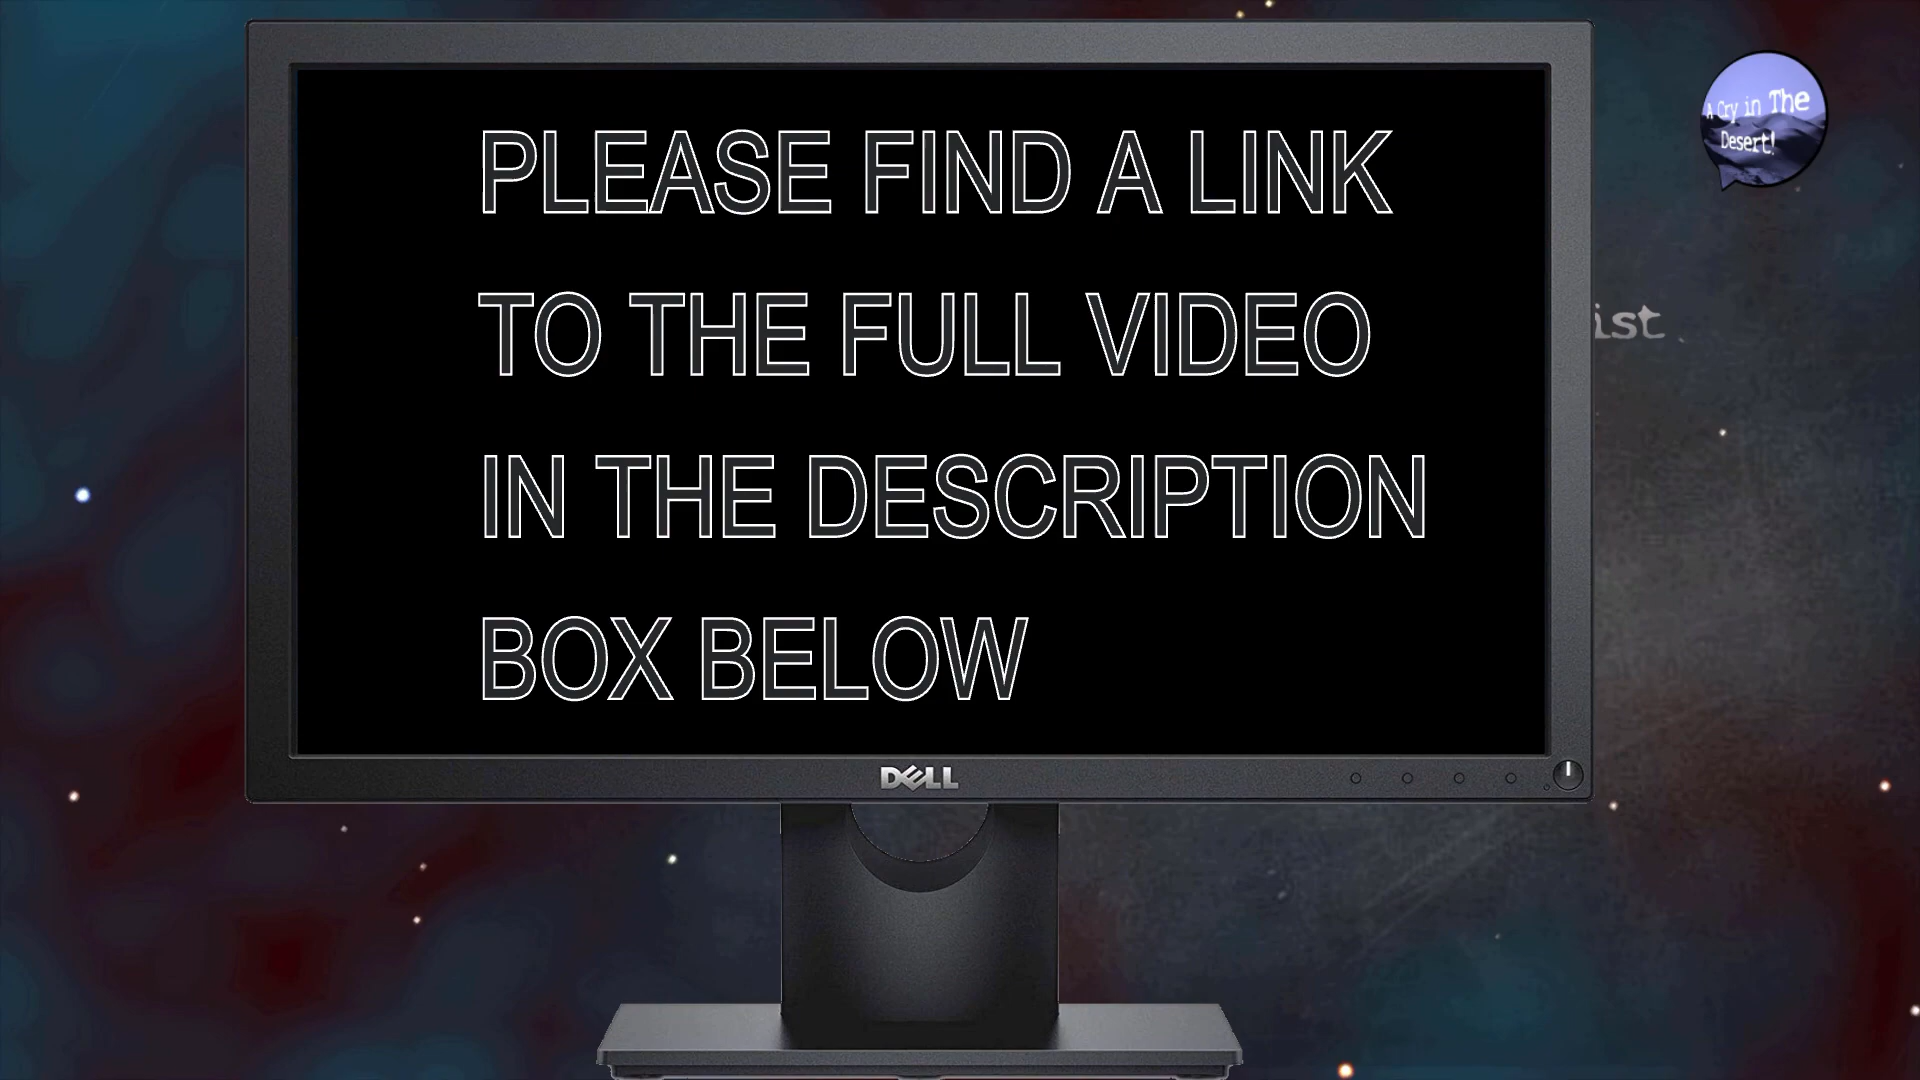 A Cry in The
Desert!
PLEASE FIND A LINK
TO THE FULL VIDEO
IN THE DESCRIPTION
BOX BELOW
DELL